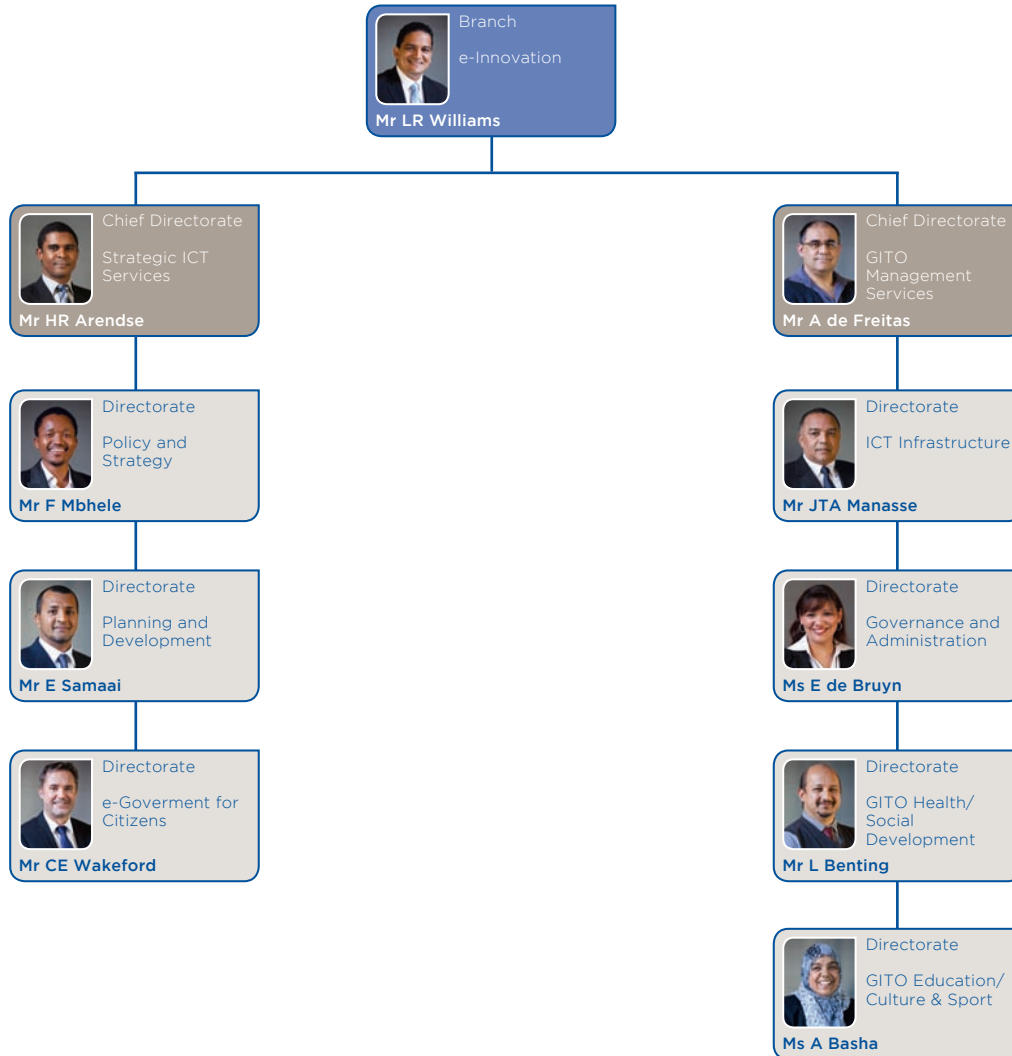 Branch
e-Innovation
Mr LR Williams
Chief Directorate
Strategic ICT
Services
Mr HR Arendse
Chief Directorate
GITO
Management
Services
Mr A de Freitas
Directorate
Policy and
Strategy
Mr F Mbhele
Directorate
ICT Infrastructure
Mr JTA Manasse
Directorate
Planning and
Development
Mr E Samaai
Directorate
Governance and
Administration
Ms E de Bruyn
Directorate
e-Goverment for
Citizens
Mr CE Wakeford
Directorate
GITO Health/
Social
Development
Mr L Benting
Directorate
GITO Education/
Culture & Sport
Ms A Basha